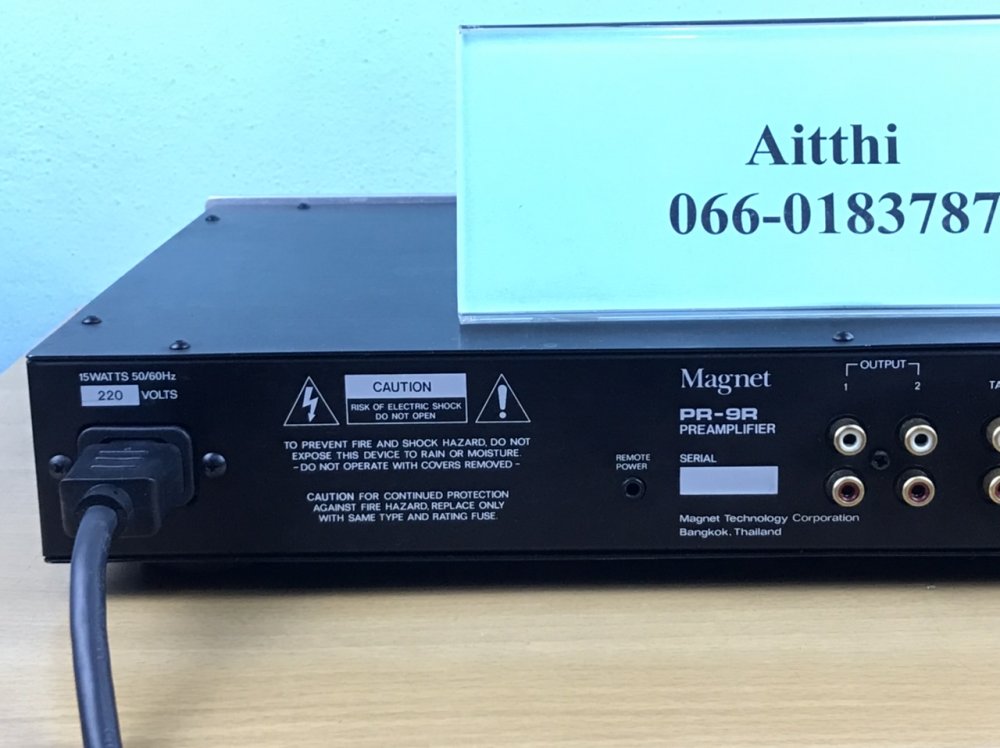 Aitthi
066-0183787
15WATTS 50/60Hz
220 VOLTS
CAUTION
RISK OF ELECTRIC SHOCK
DO NOT OPEN
TO PREVENT FIRE AND SHOCK HAZARD, DO NOT
EXPOSE THIS DEVICE TO RAIN OR MOISTURE.
- DO NOT OPERATE WITH COVERS REMOVED -
CAUTION FOR CONTINUED PROTECTION
AGAINST FIRE HAZARD, REPLACE ONLY
WITH SAME TYPE AND RATING FUSE.
REMOTE
POWER
Magnet
PR-9R
PREAMPLIFIER
SERIAL
Magnet Technology Corporation
Bangkok, Thailand
OUTPUT
1 2